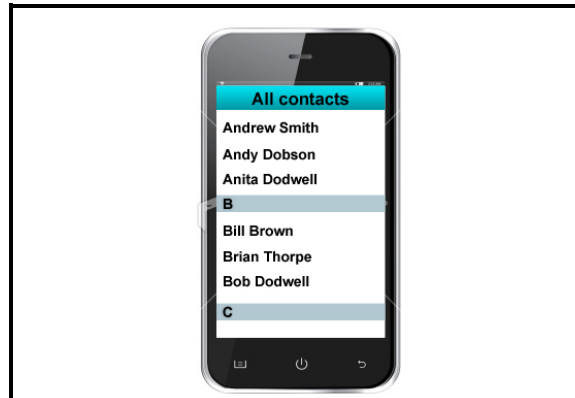 All contacts
Andrew Smith
Andy Dobson
Anita Dodwell
B
Bill Brown
Brian Thorpe
Bob Dodwell
C